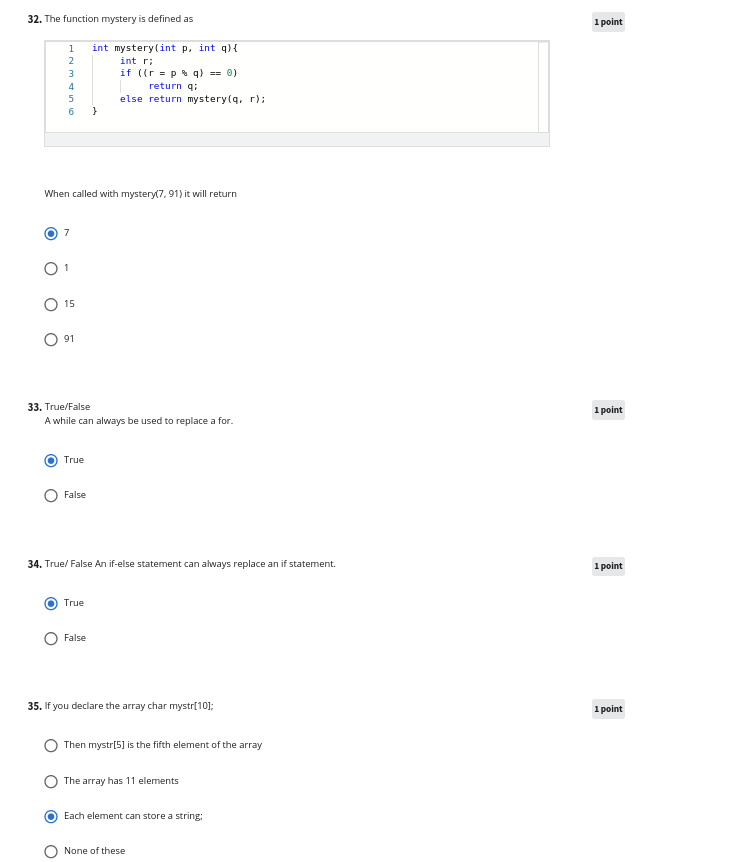 32. The function mystery is defined as
1 point
1 int mystery(int p, int q){
2 int r;
3 if ((r = p % q) == 0)
4 return q;
5 else return mystery(q, r);
6 }
When called with mystery(7, 91) it will return
7
1
15
91
33. True/False
1 point
A while can always be used to replace a for.
True
False
34. True/ False An if-else statement can always replace an if statement.
1 point
True
False
35. If you declare the array char mystr[10];
1 point
Then mystr[5] is the fifth element of the array
The array has 11 elements
Each element can store a string;
None of these